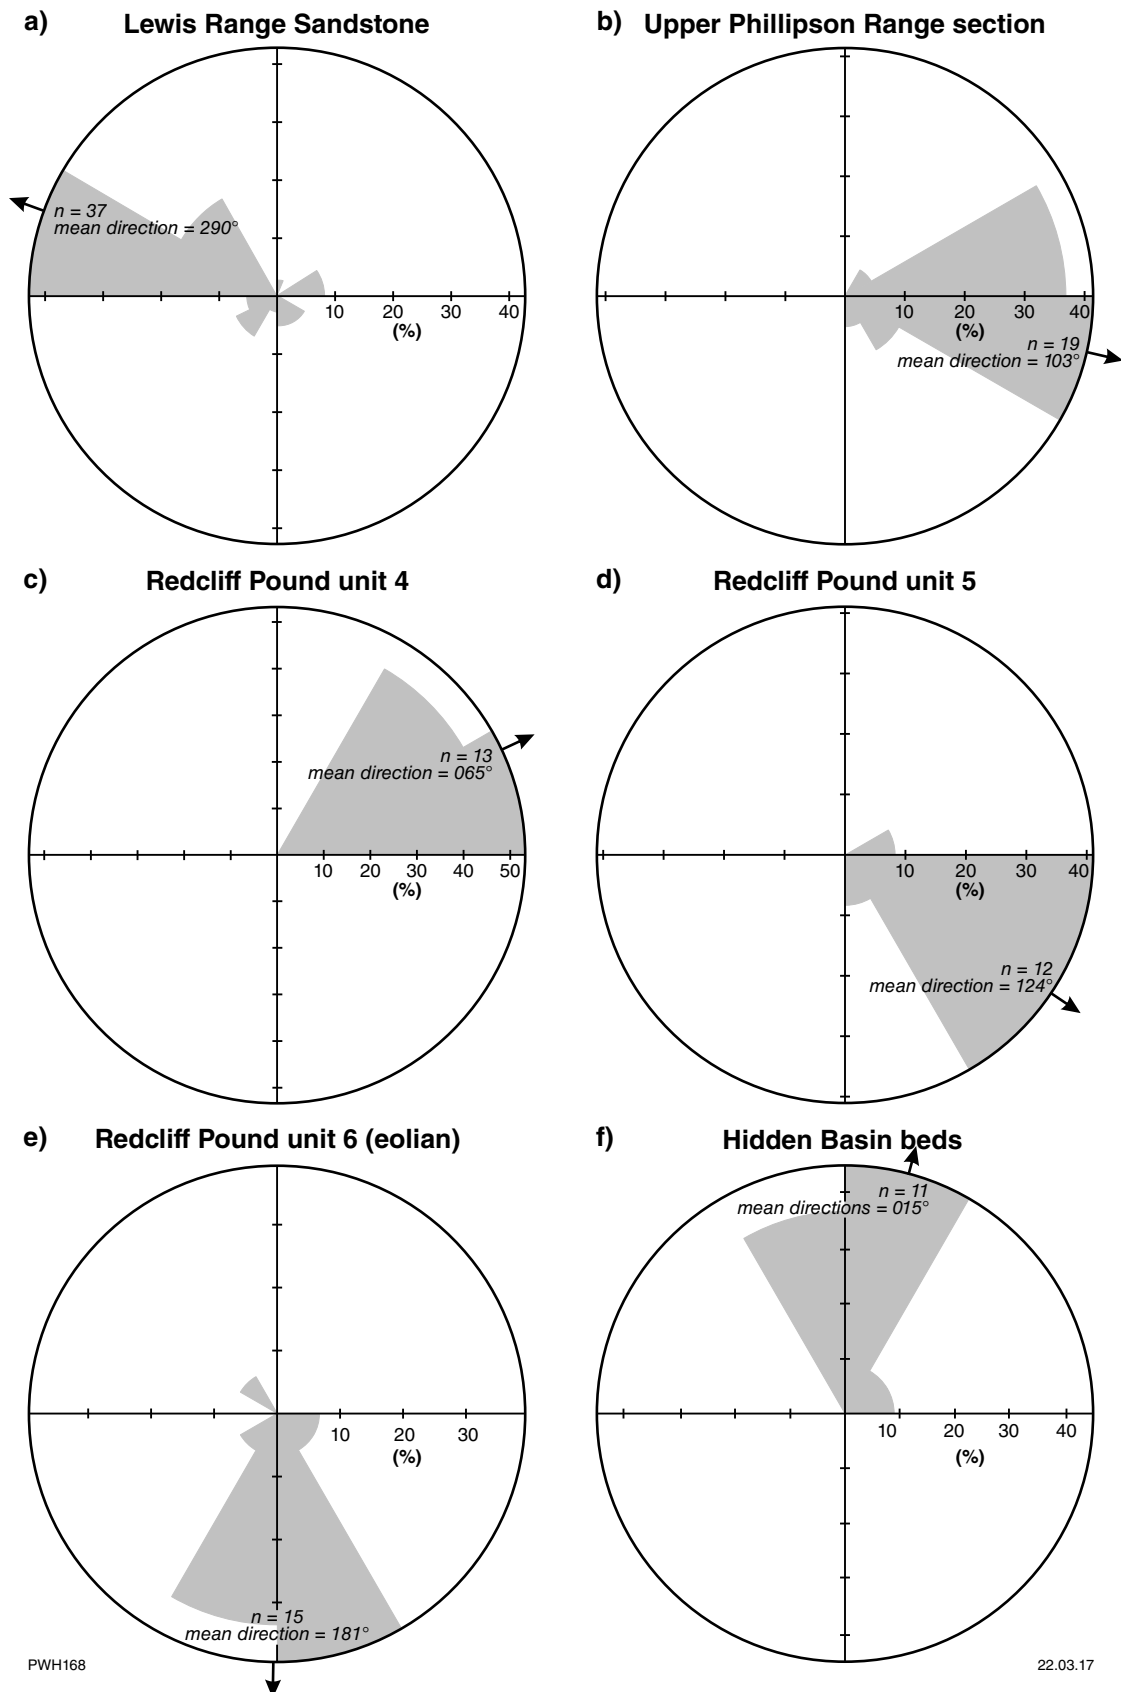 a) Lewis Range Sandstone
n = 37
mean direction = 290°
10 20 30 40
(%)
b) Upper Phillipson Range section
10 20 30 40
(%)
n = 19
mean direction = 103°
c) Redcliff Pound unit 4
n = 13
mean direction = 065°
10 20 30 40 50
(%)
d) Redcliff Pound unit 5
10 20 30 40
(%)
n = 12
mean direction = 124°
e) Redcliff Pound unit 6 (eolian)
10 20 30
(%)
n = 15
mean direction = 181°
f) Hidden Basin beds
n = 11
mean directions = 015°
10 20 30 40
(%)
PWH168
22.03.17